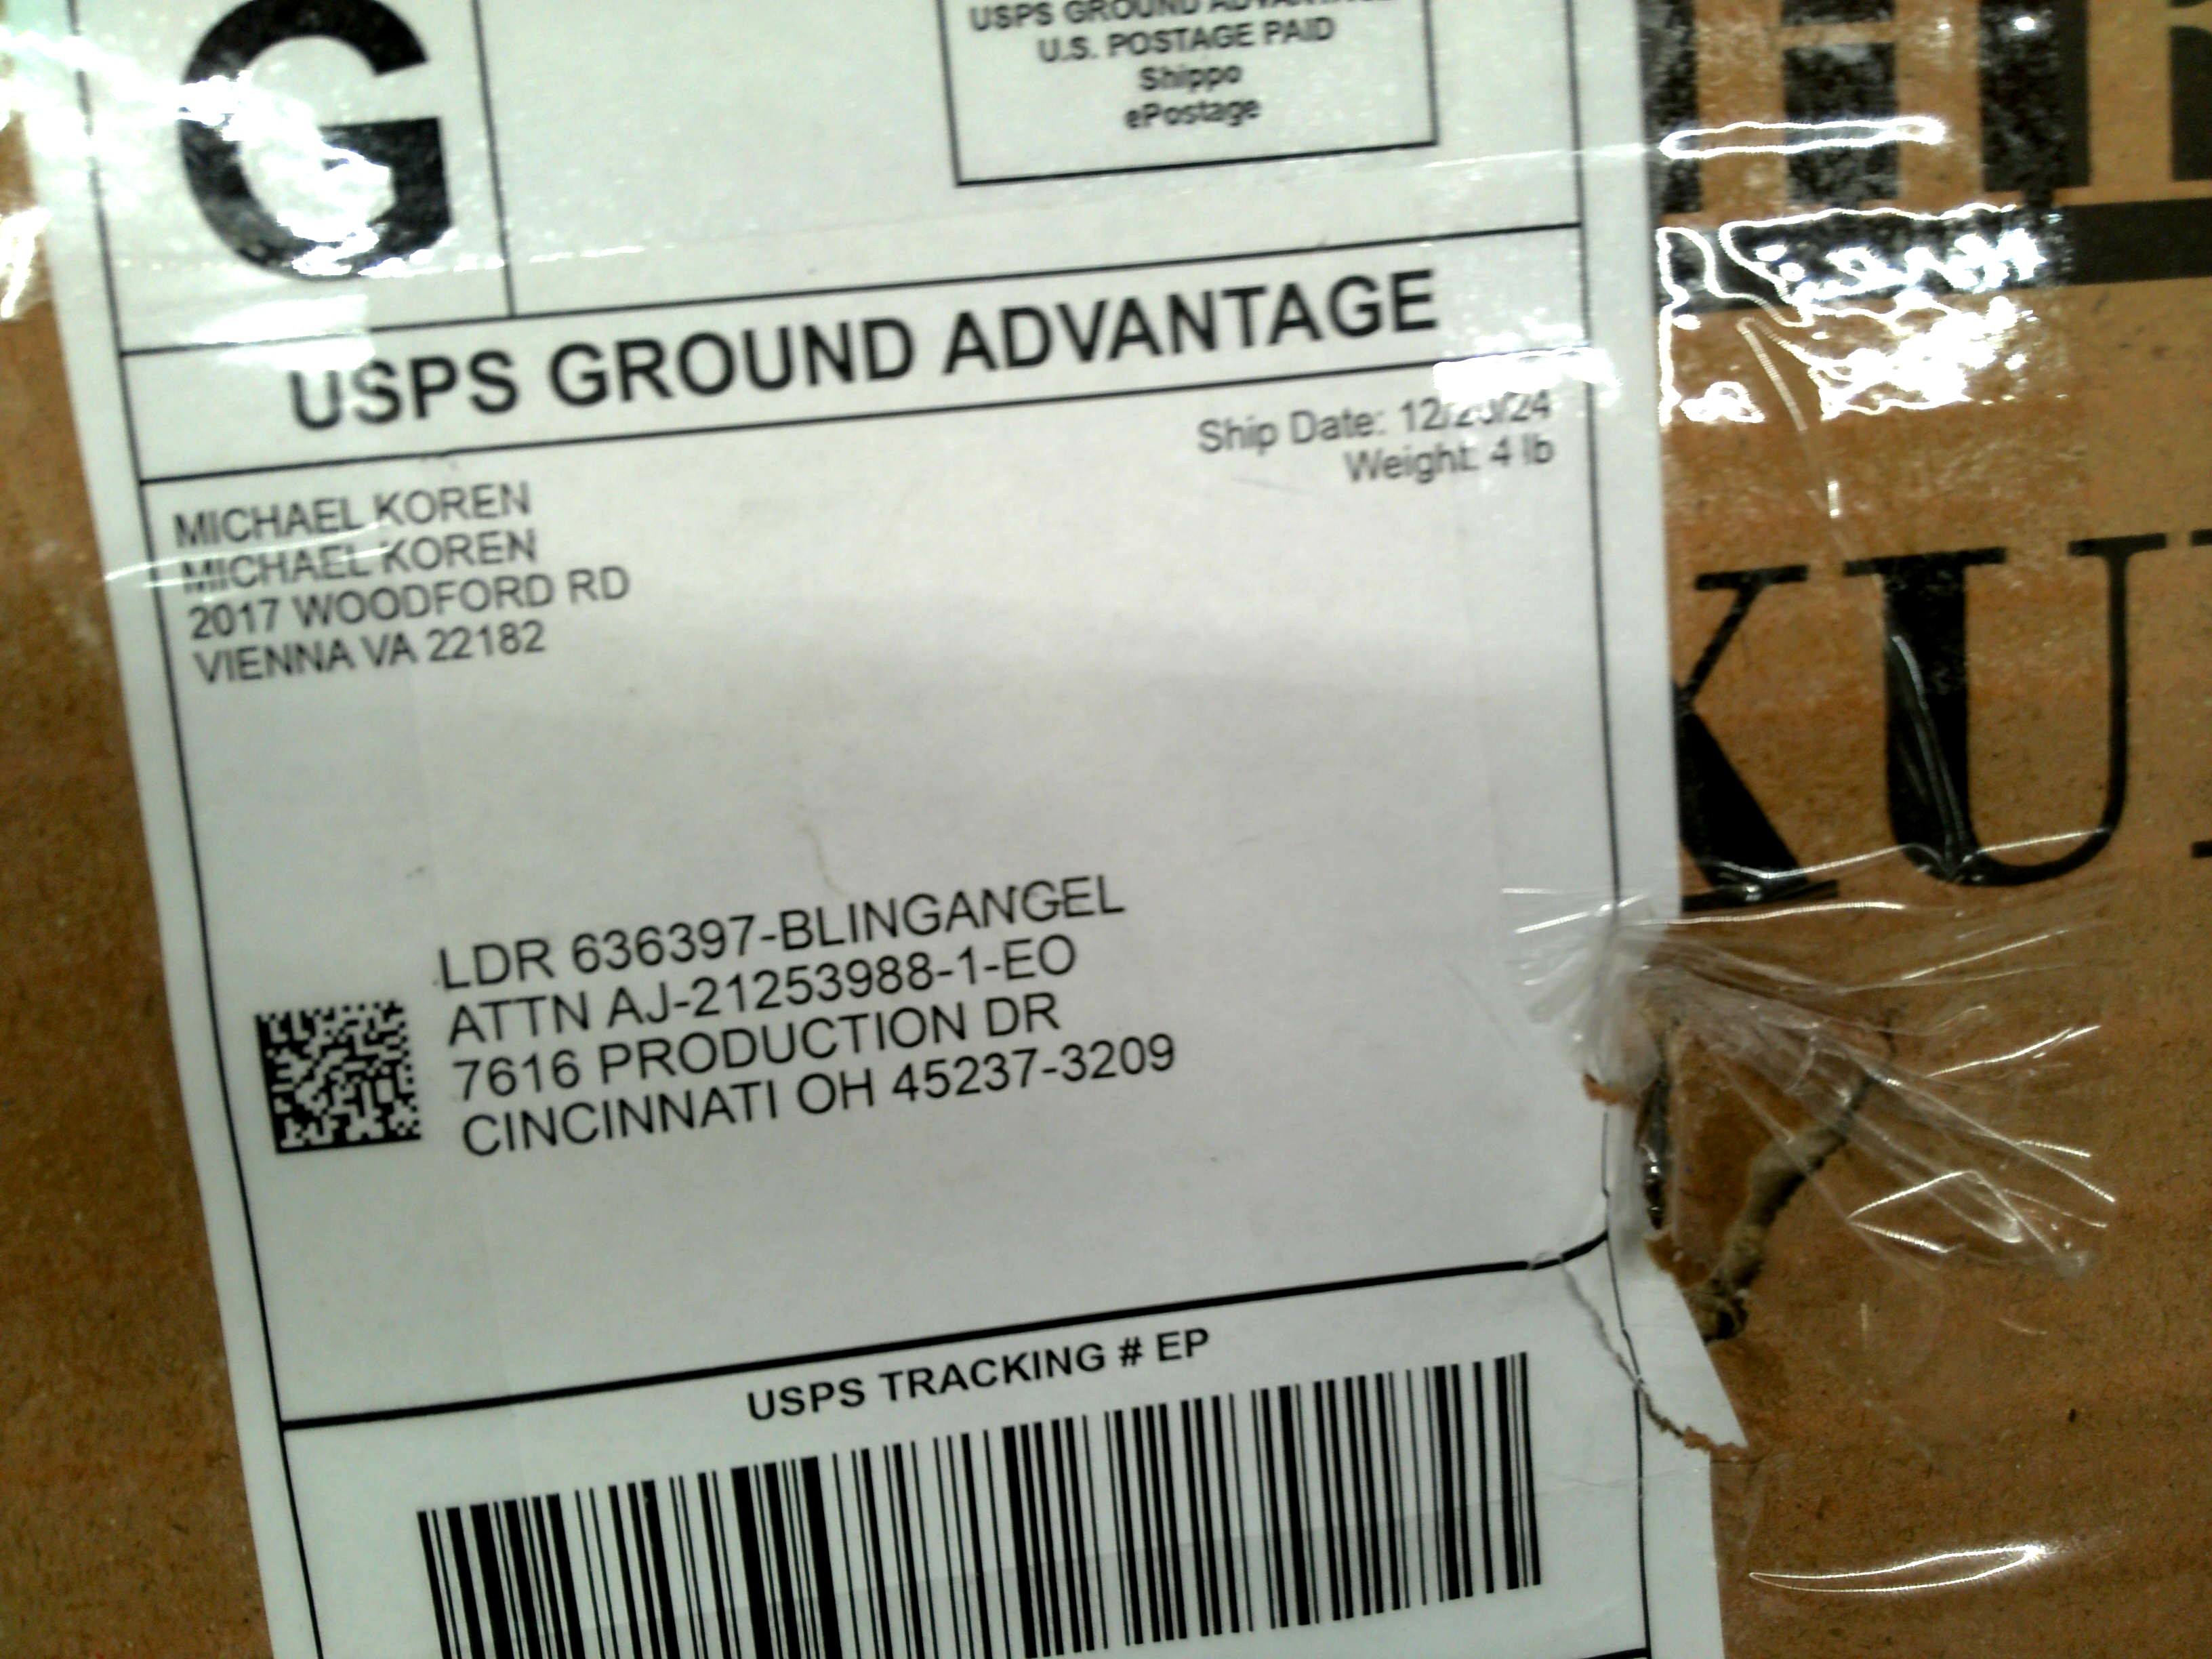 G
USPS GROUND ADVANTAGE
U.S. POSTAGE PAID
Shippo
ePostage
USPS GROUND ADVANTAGE
Ship Date:
Weight: 4 lb
MICHAEL KOREN
MICHAEL KOREN
2017 WOODFORD RD
VIENNA VA 22182
LDR 636397-BLINGANGEL
ATTN AJ-21253988-1-EO
7616 PRODUCTION DR
CINCINNATI OH 45237-3209
USPS TRACKING # EP
KU